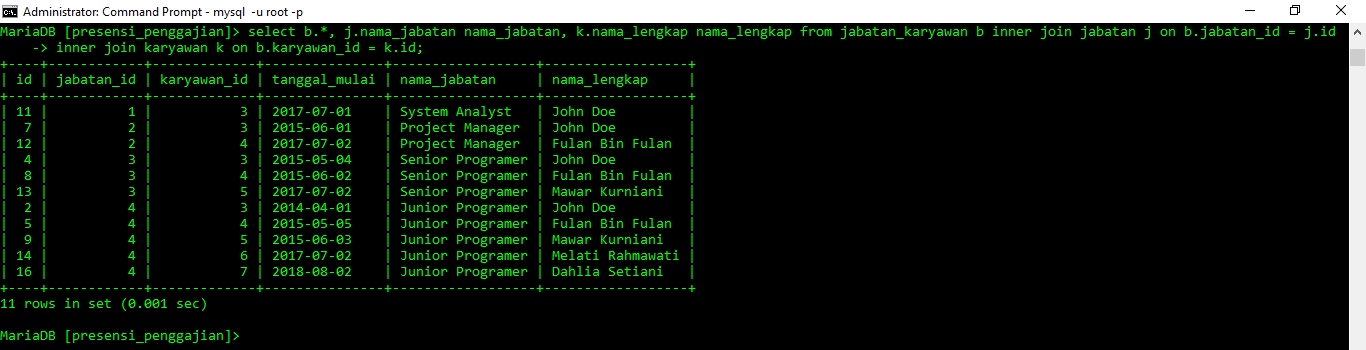 Administrator: Command Prompt - mysql -u root -p
MariaDB [presensi_penggajian]> select b.*, j.nama_jabatan nama_jabatan, k.nama_lengkap nama_lengkap from jabatan_karyawan b inner join jabatan j on b.jabatan_id = j.id
    -> inner join karyawan k on b.karyawan_id = k.id;
+----+------------+-------------+---------------+-----------------+------------------+
| id | jabatan_id | karyawan_id | tanggal_mulai | nama_jabatan    | nama_lengkap     |
+----+------------+-------------+---------------+-----------------+------------------+
| 11 |          1 |           3 | 2017-07-01    | System Analyst  | John Doe         |
|  7 |          2 |           3 | 2015-06-01    | Project Manager | John Doe         |
| 12 |          2 |           4 | 2017-07-02    | Project Manager | Fulan Bin Fulan  |
|  4 |          3 |           3 | 2015-05-04    | Senior Programer | John Doe         |
|  8 |          3 |           4 | 2015-06-02    | Senior Programer | Fulan Bin Fulan  |
| 13 |          3 |           5 | 2017-07-02    | Senior Programer | Mawar Kurniani   |
|  2 |          4 |           3 | 2014-04-01    | Junior Programer | John Doe         |
|  5 |          4 |           4 | 2015-05-05    | Junior Programer | Fulan Bin Fulan  |
|  9 |          4 |           5 | 2015-06-03    | Junior Programer | Mawar Kurniani   |
| 14 |          4 |           6 | 2017-07-02    | Junior Programer | Melati Rahmawati |
| 16 |          4 |           7 | 2018-08-02    | Junior Programer | Dahlia Setiani   |
+----+------------+-------------+---------------+-----------------+------------------+
11 rows in set (0.001 sec)
MariaDB [presensi_penggajian]>